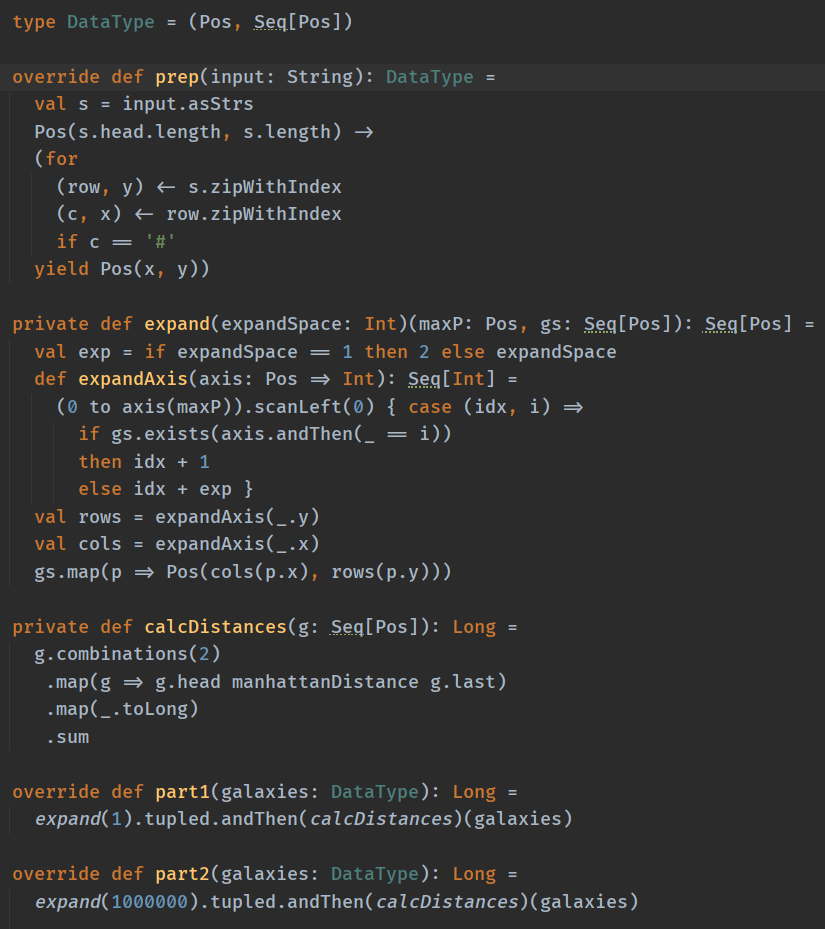 type DataType = (Pos, Seq[Pos])
override def prep(input: String): DataType =
  val s = input.asStrs
  Pos(s.head.length, s.length) →
  (for
    (row, y) ← s.zipWithIndex
    (c, x) ← row.zipWithIndex
    if c == '#'
  yield Pos(x, y))
private def expand(expandSpace: Int)(maxP: Pos, gs: Seq[Pos]): Seq[Pos] =
  val exp = if expandSpace == 1 then 2 else expandSpace
  def expandAxis(axis: Pos ⇒ Int): Seq[Int] =
    (0 to axis(maxP)).scanLeft(0) { case (idx, i) ⇒
      if gs.exists(axis.andThen(_ == i))
      then idx + 1
      else idx + exp }
  val rows = expandAxis(_.y)
  val cols = expandAxis(_.x)
  gs.map(p ⇒ Pos(cols(p.x), rows(p.y)))
private def calcDistances(g: Seq[Pos]): Long =
  g.combinations(2)
   .map(g ⇒ g.head manhattanDistance g.last)
   .map(_.toLong)
   .sum
override def part1(galaxies: DataType): Long =
  expand(1).tupled.andThen(calcDistances)(galaxies)
override def part2(galaxies: DataType): Long =
  expand(1000000).tupled.andThen(calcDistances)(galaxies)